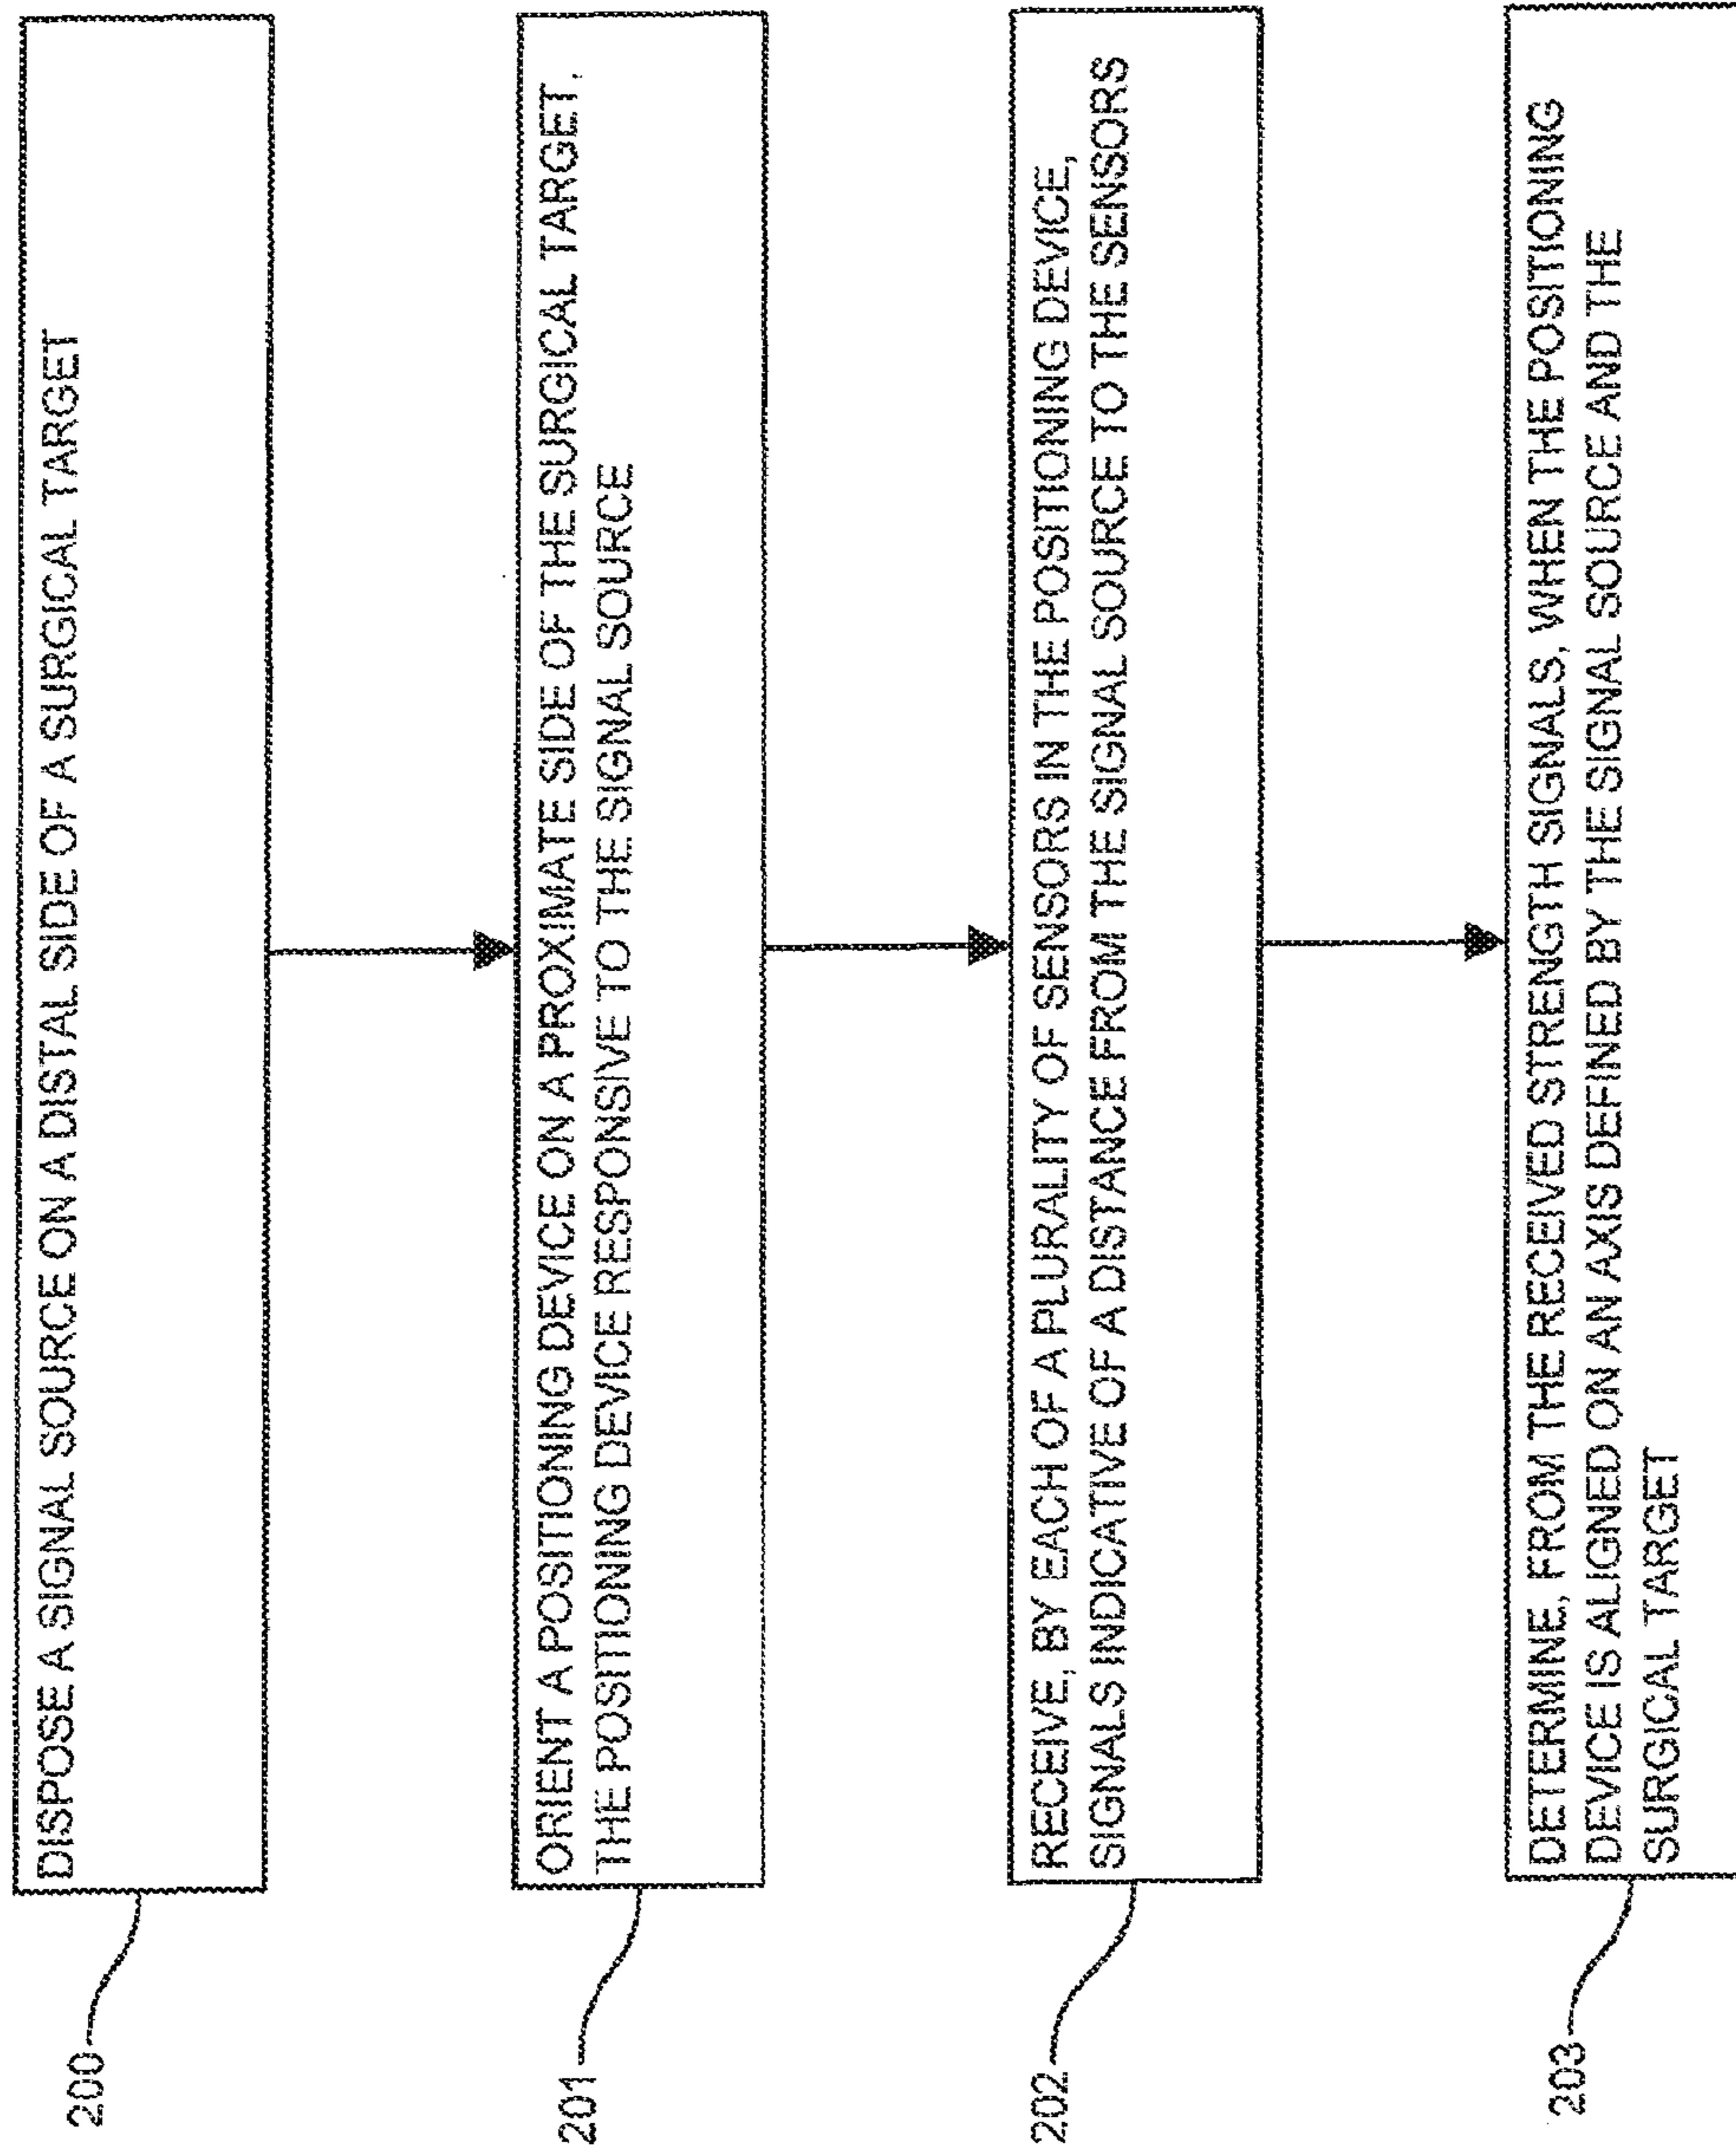 200
DISPOSE A SIGNAL SOURCE ON A DISTAL SIDE OF A SURGICAL TARGET
201
ORIENT A POSITIONING DEVICE ON A PROXIMATE SIDE OF THE SURGICAL TARGET,
THE POSITIONING DEVICE RESPONSIVE TO THE SIGNAL SOURCE
202
RECEIVE, BY EACH OF A PLURALITY OF SENSORS IN THE POSITIONING DEVICE,
SIGNALS INDICATIVE OF A DISTANCE FROM THE SIGNAL SOURCE TO THE SENSORS
203
DETERMINE, FROM THE RECEIVED STRENGTH SIGNALS, WHEN THE POSITIONING
DEVICE IS ALIGNED ON AN AXIS DEFINED BY THE SIGNAL SOURCE AND THE
SURGICAL TARGET